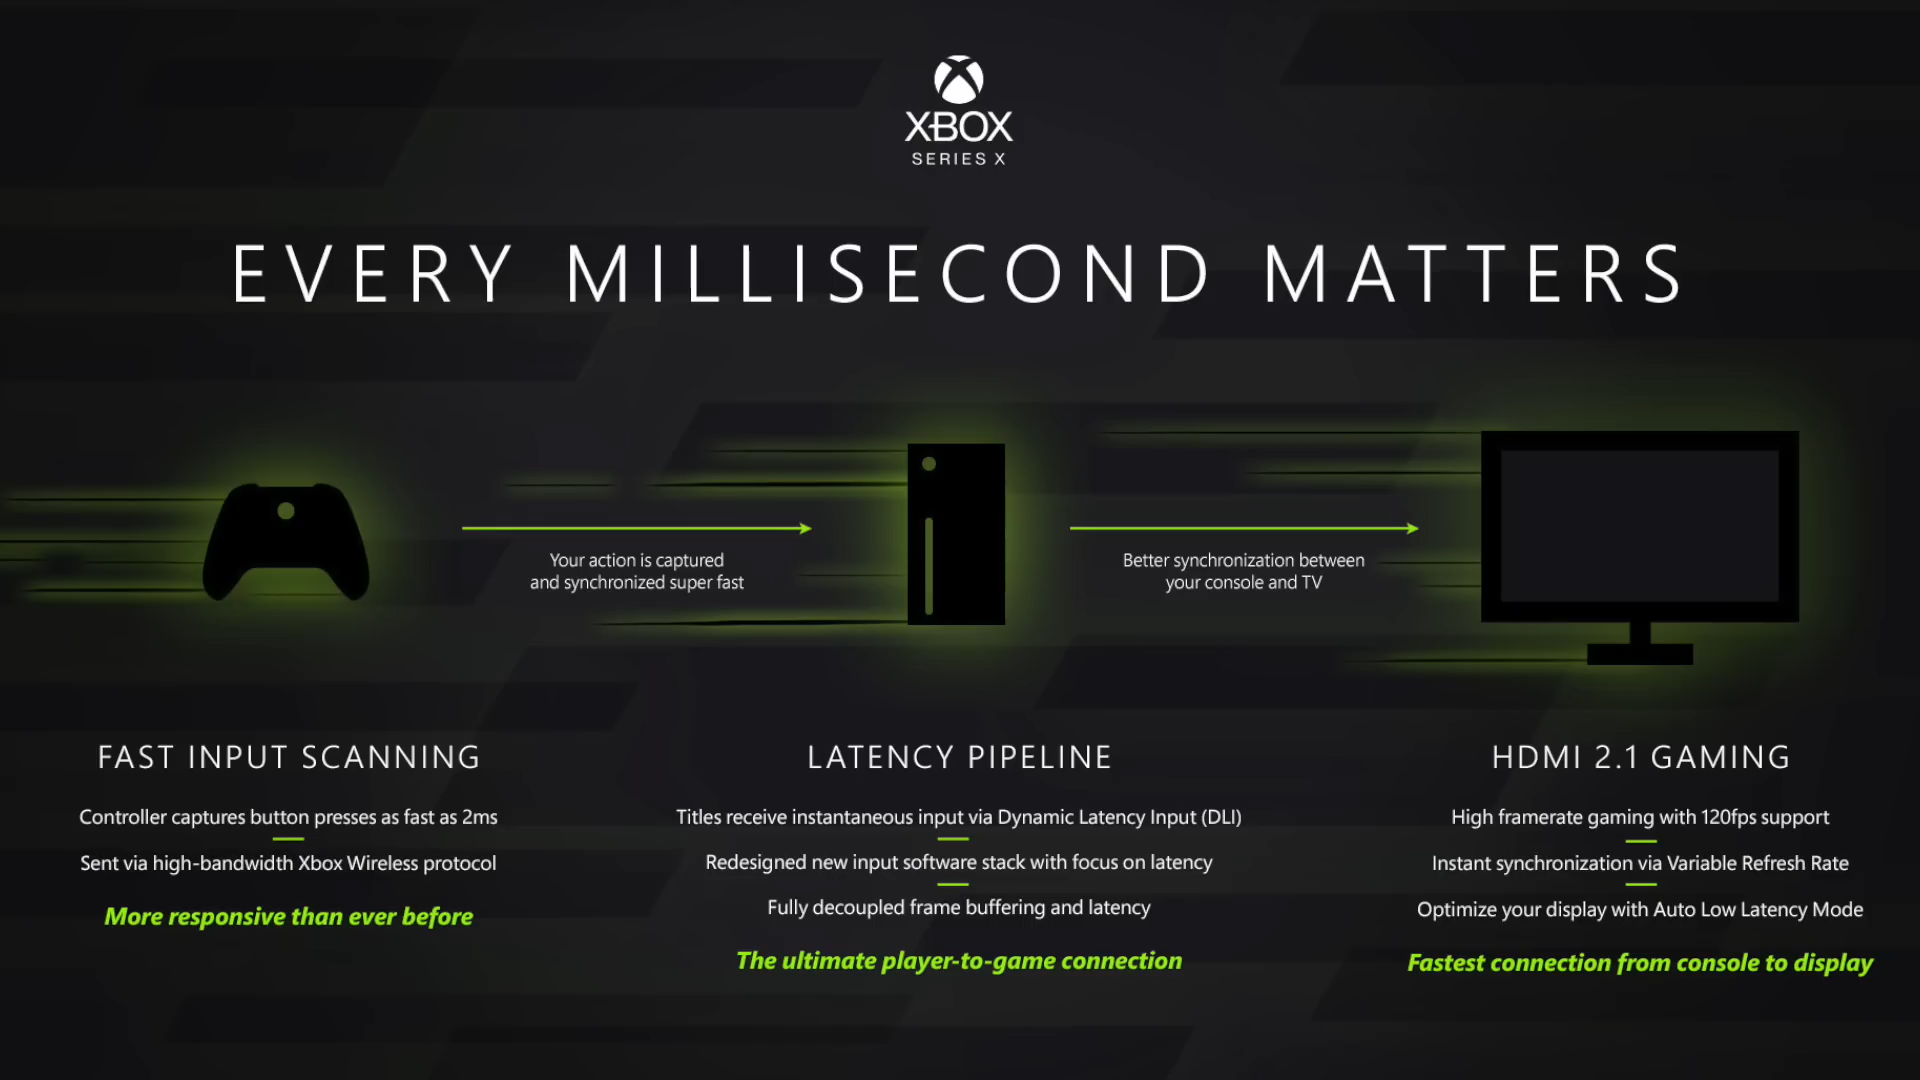 XBOX
SERIES X
EVERY MILLISECOND MATTERS
Your action is captured
and synchronized super fast
Better synchronization between
your console and TV
FAST INPUT SCANNING
Controller captures button presses as fast as 2ms
Sent via high-bandwidth Xbox Wireless protocol
More responsive than ever before
LATENCY PIPELINE
Titles receive instantaneous input via Dynamic Latency Input (DLI)
Redesigned new input software stack with focus on latency
Fully decoupled frame buffering and latency
The ultimate player-to-game connection
HDMI 2.1 GAMING
High framerate gaming with 120fps support
Instant synchronization via Variable Refresh Rate
Optimize your display with Auto Low Latency Mode
Fastest connection from console to display